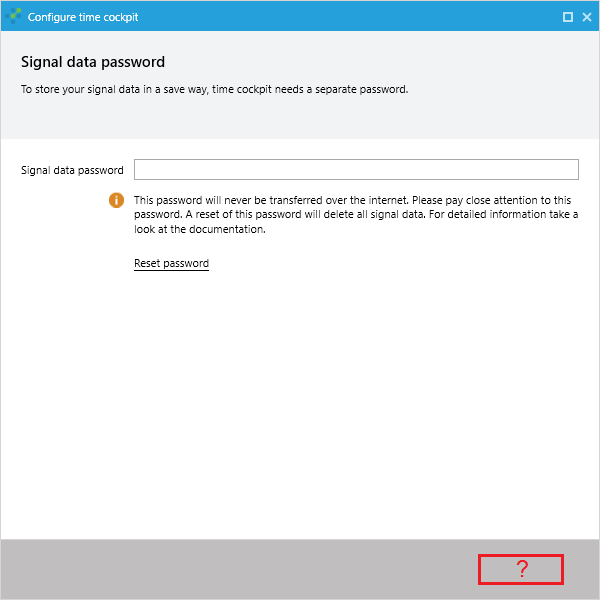 Configure time cockpit
Signal data password
To store your signal data in a save way, time cockpit needs a separate password.
Signal data password
This password will never be transferred over the internet. Please pay close attention to this
password. A reset of this password will delete all signal data. For detailed information take a
look at the documentation.
Reset password
?